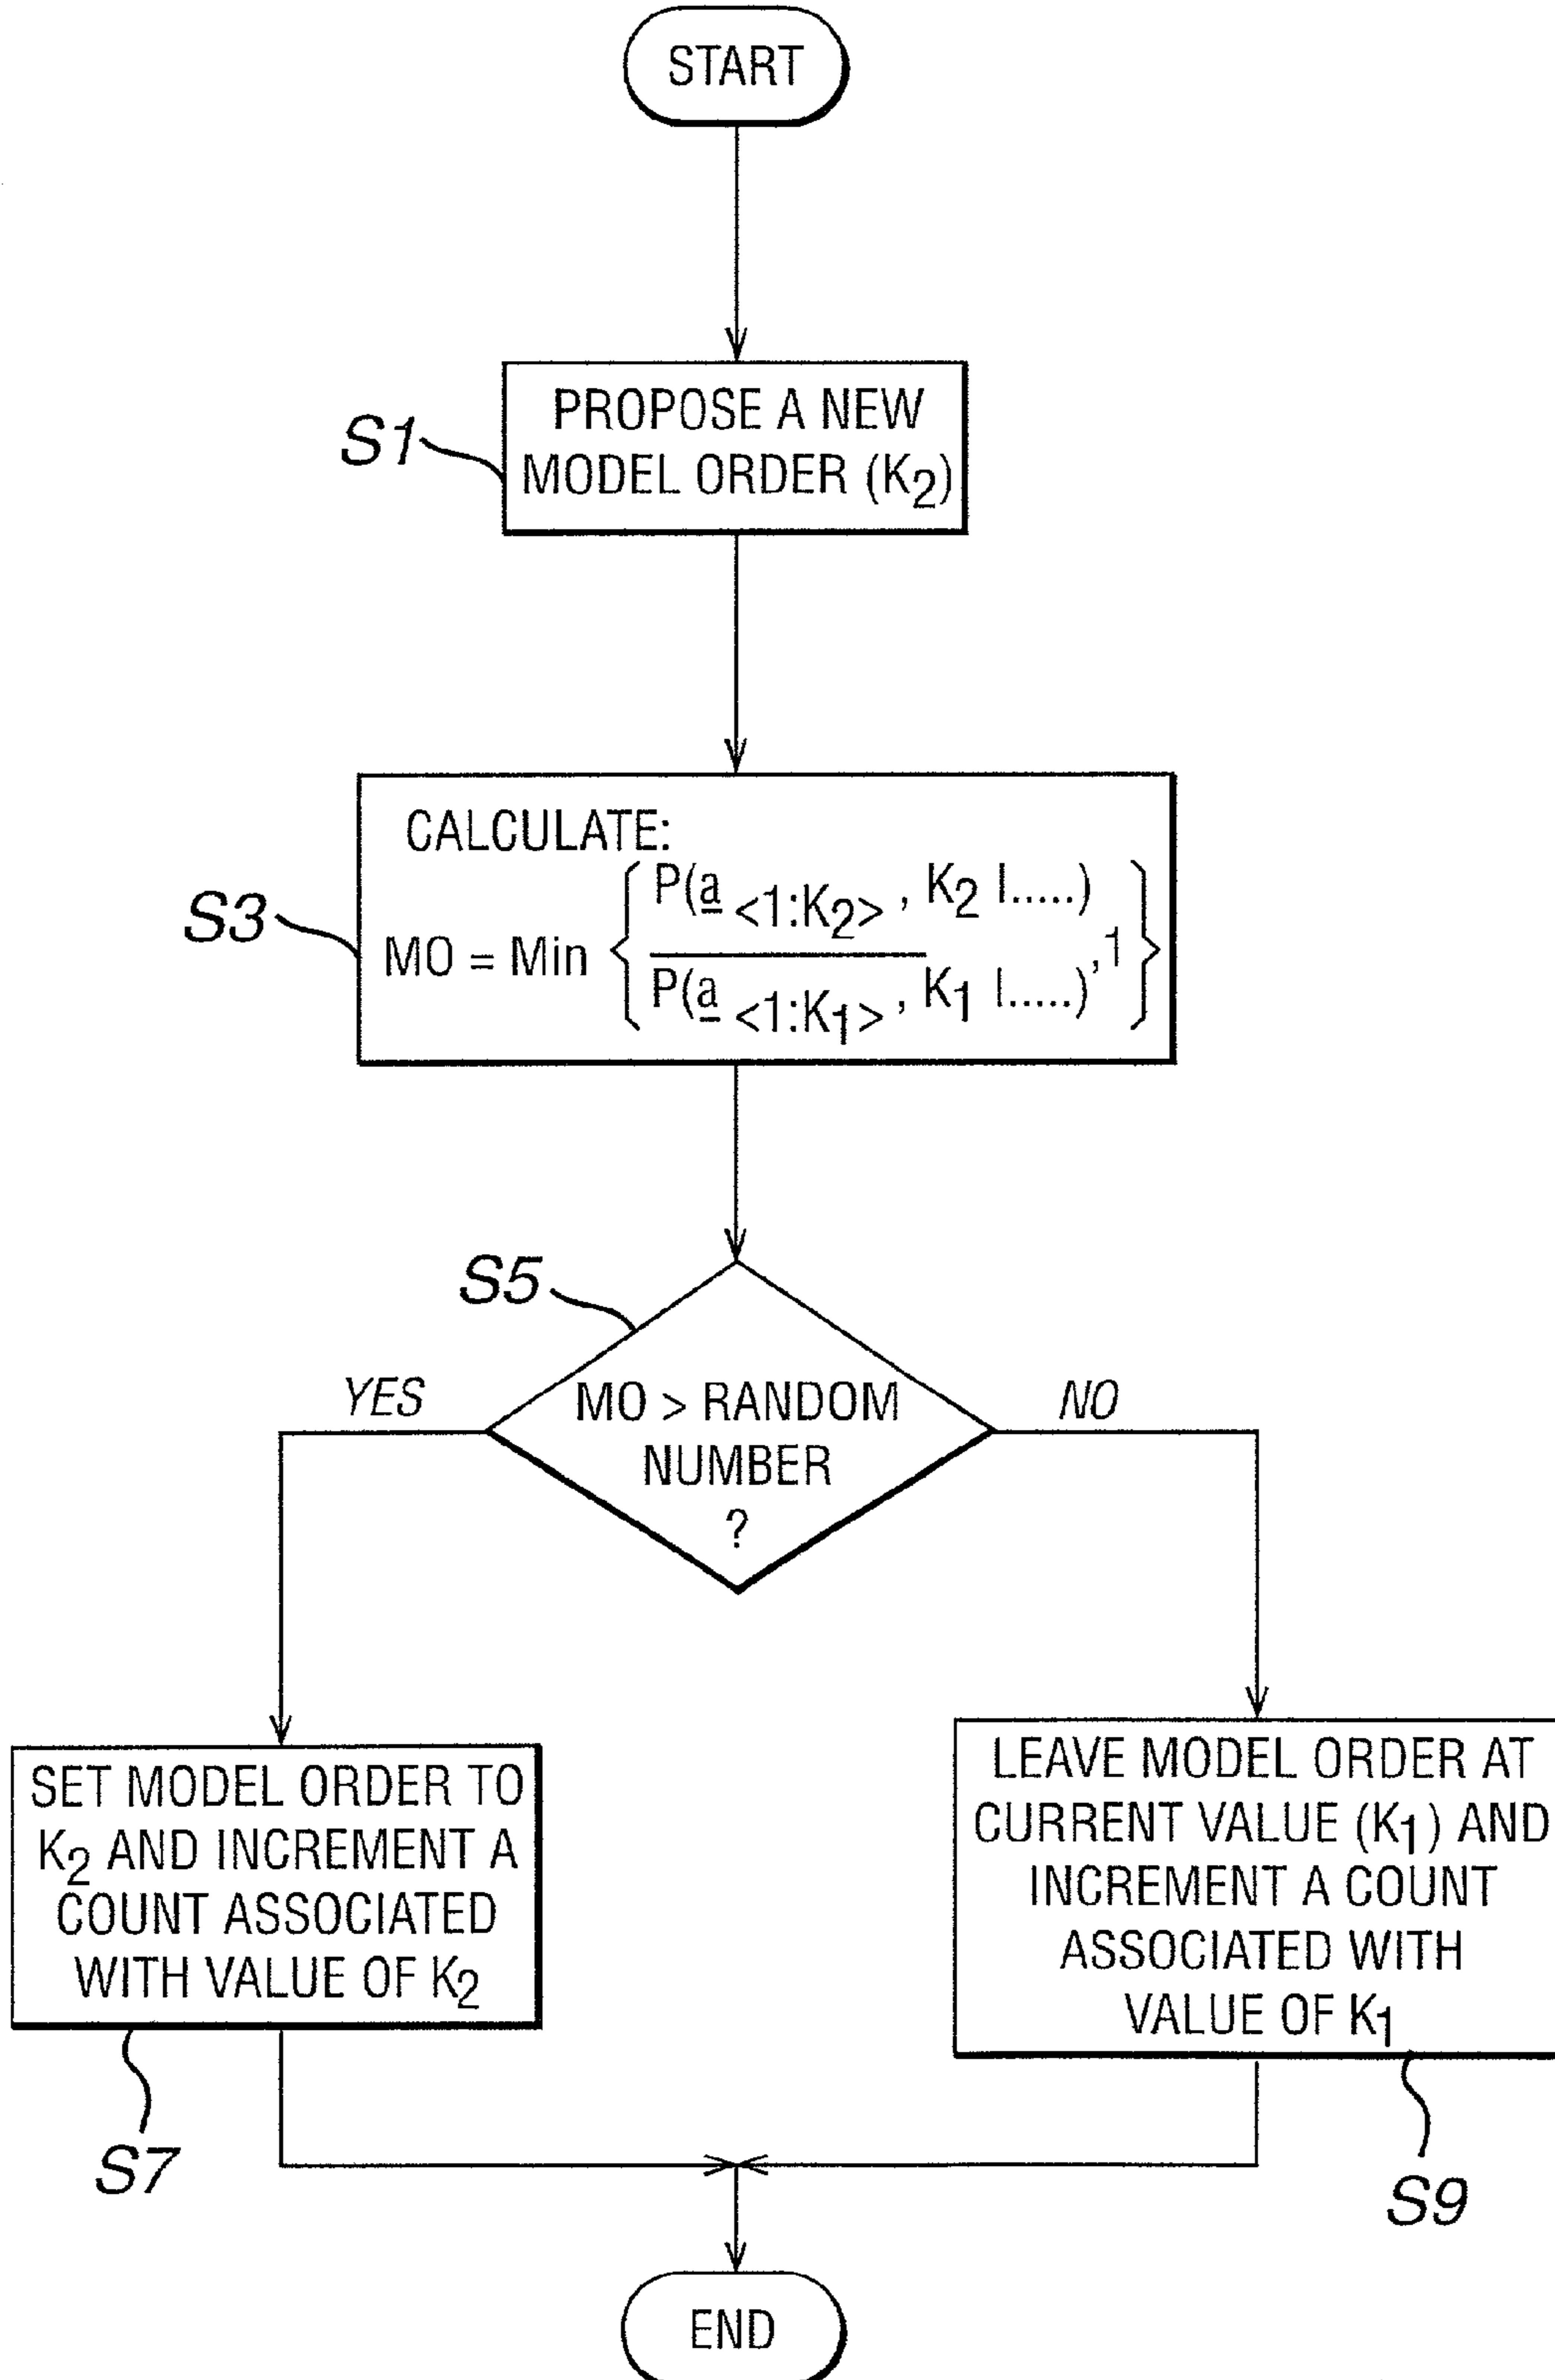 START
S1
PROPOSE A NEW
MODEL ORDER (K₂)
S3
CALCULATE:
MO = Min { P(a <1:K₂> , K₂ |.....) / P(a <1:K₁> , K₁ |.....) , 1 }
S5
YES
MO > RANDOM
NUMBER
?
NO
SET MODEL ORDER TO
K₂ AND INCREMENT A
COUNT ASSOCIATED
WITH VALUE OF K₂
S7
LEAVE MODEL ORDER AT
CURRENT VALUE (K₁) AND
INCREMENT A COUNT
ASSOCIATED WITH
VALUE OF K₁
S9
END